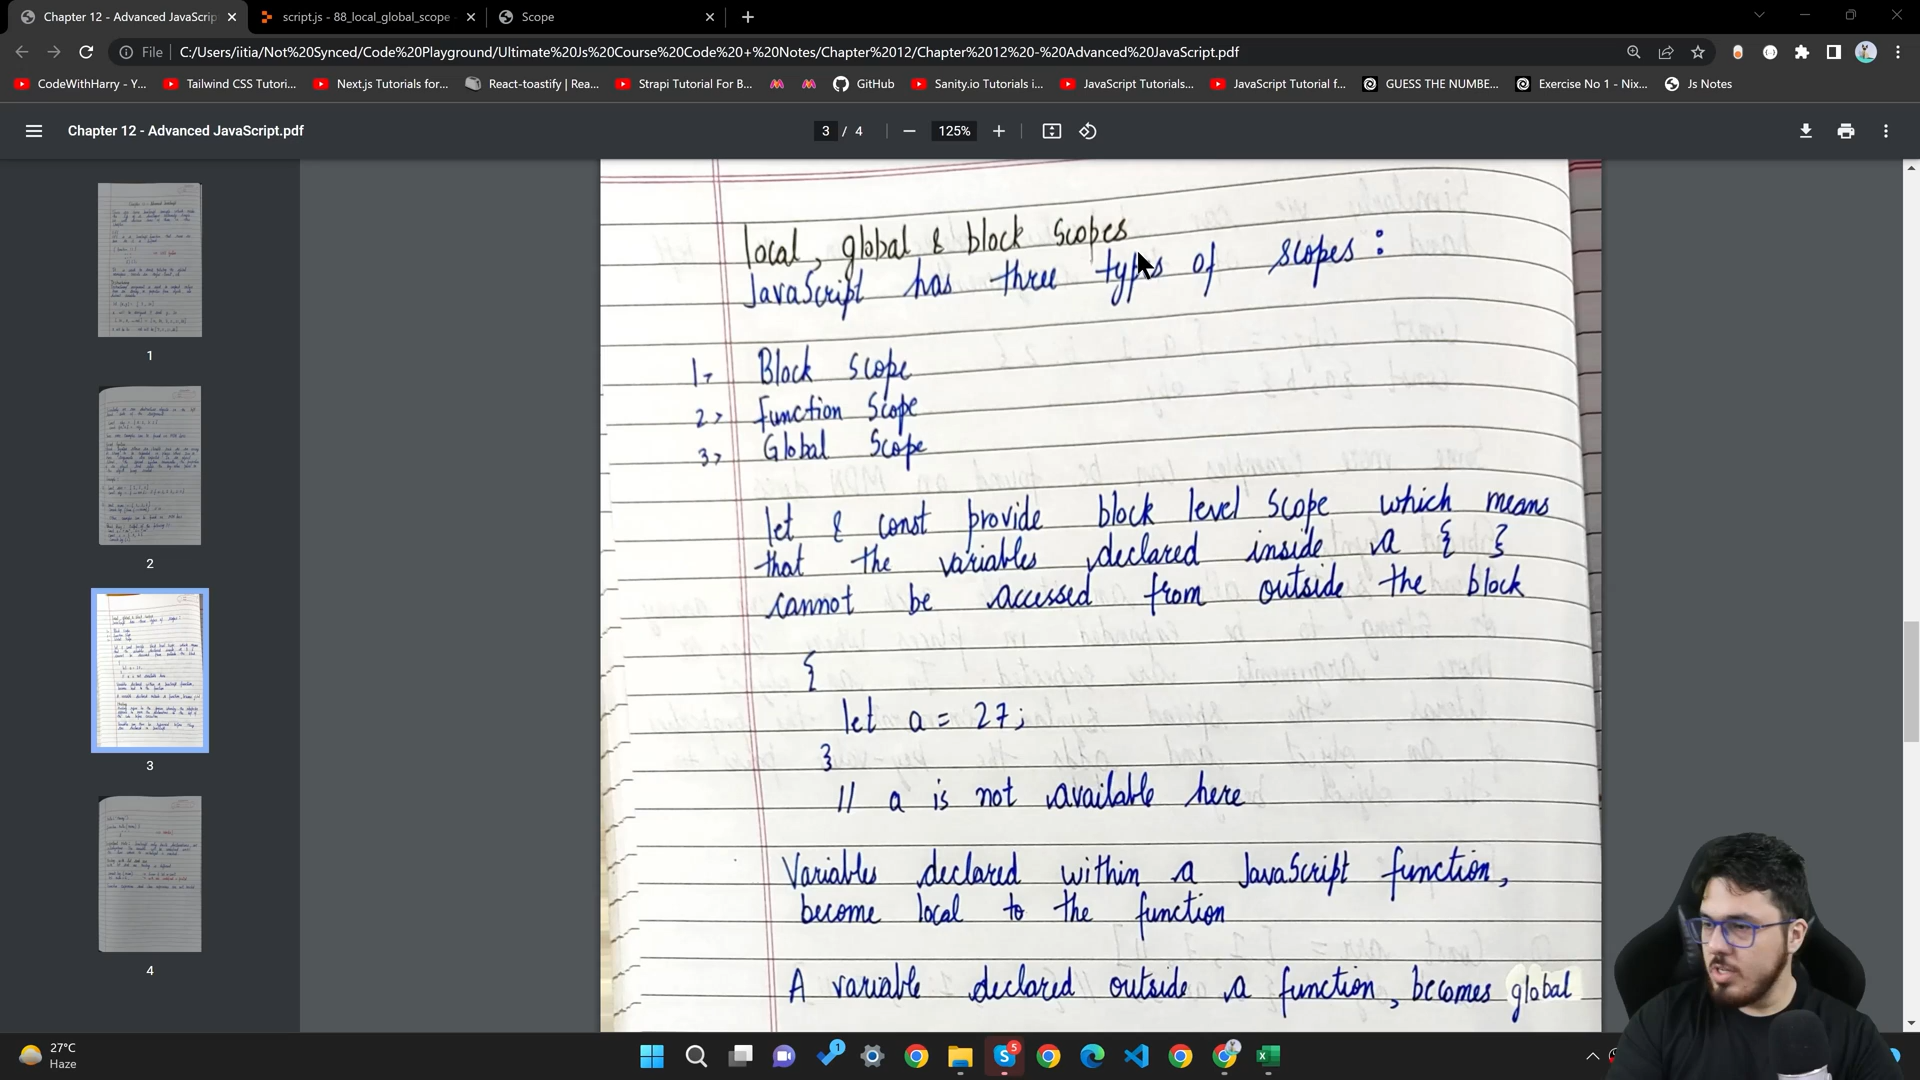 Chapter 12 - Advanced JavaScrip
script.js - 88_local_global_scope
Scope
File
C:/Users/iitia/Not%20Synced/Code%20Playground/Ultimate%20Js%20Course%20Code%20+%20Notes/Chapter%2012/Chapter%2012%20-%20Advanced%20JavaScript.pdf
CodeWithHarry - Y...
Tailwind CSS Tutori...
Next.js Tutorials for...
React-toastify | Rea...
Strapi Tutorial For B...
GitHub
Sanity.io Tutorials i...
JavaScript Tutorials...
JavaScript Tutorial f...
GUESS THE NUMBE...
Exercise No 1 - Nix...
Js Notes
Chapter 12 - Advanced JavaScript.pdf
3 / 4
125%
1
2
3
4
local, global & block scopes
JavaScript has three types of scopes :
1, Block scope
2, Function Scope
3, Global Scope
let & const provide block level scope which means
that the variables declared inside a { }
cannot be accessed from outside the block
{
let a = 27;
}
// a is not available here
Variables declared within a JavaScript function,
become local to the function
A variable declared outside a function, becomes global
27°C
Haze
1
5